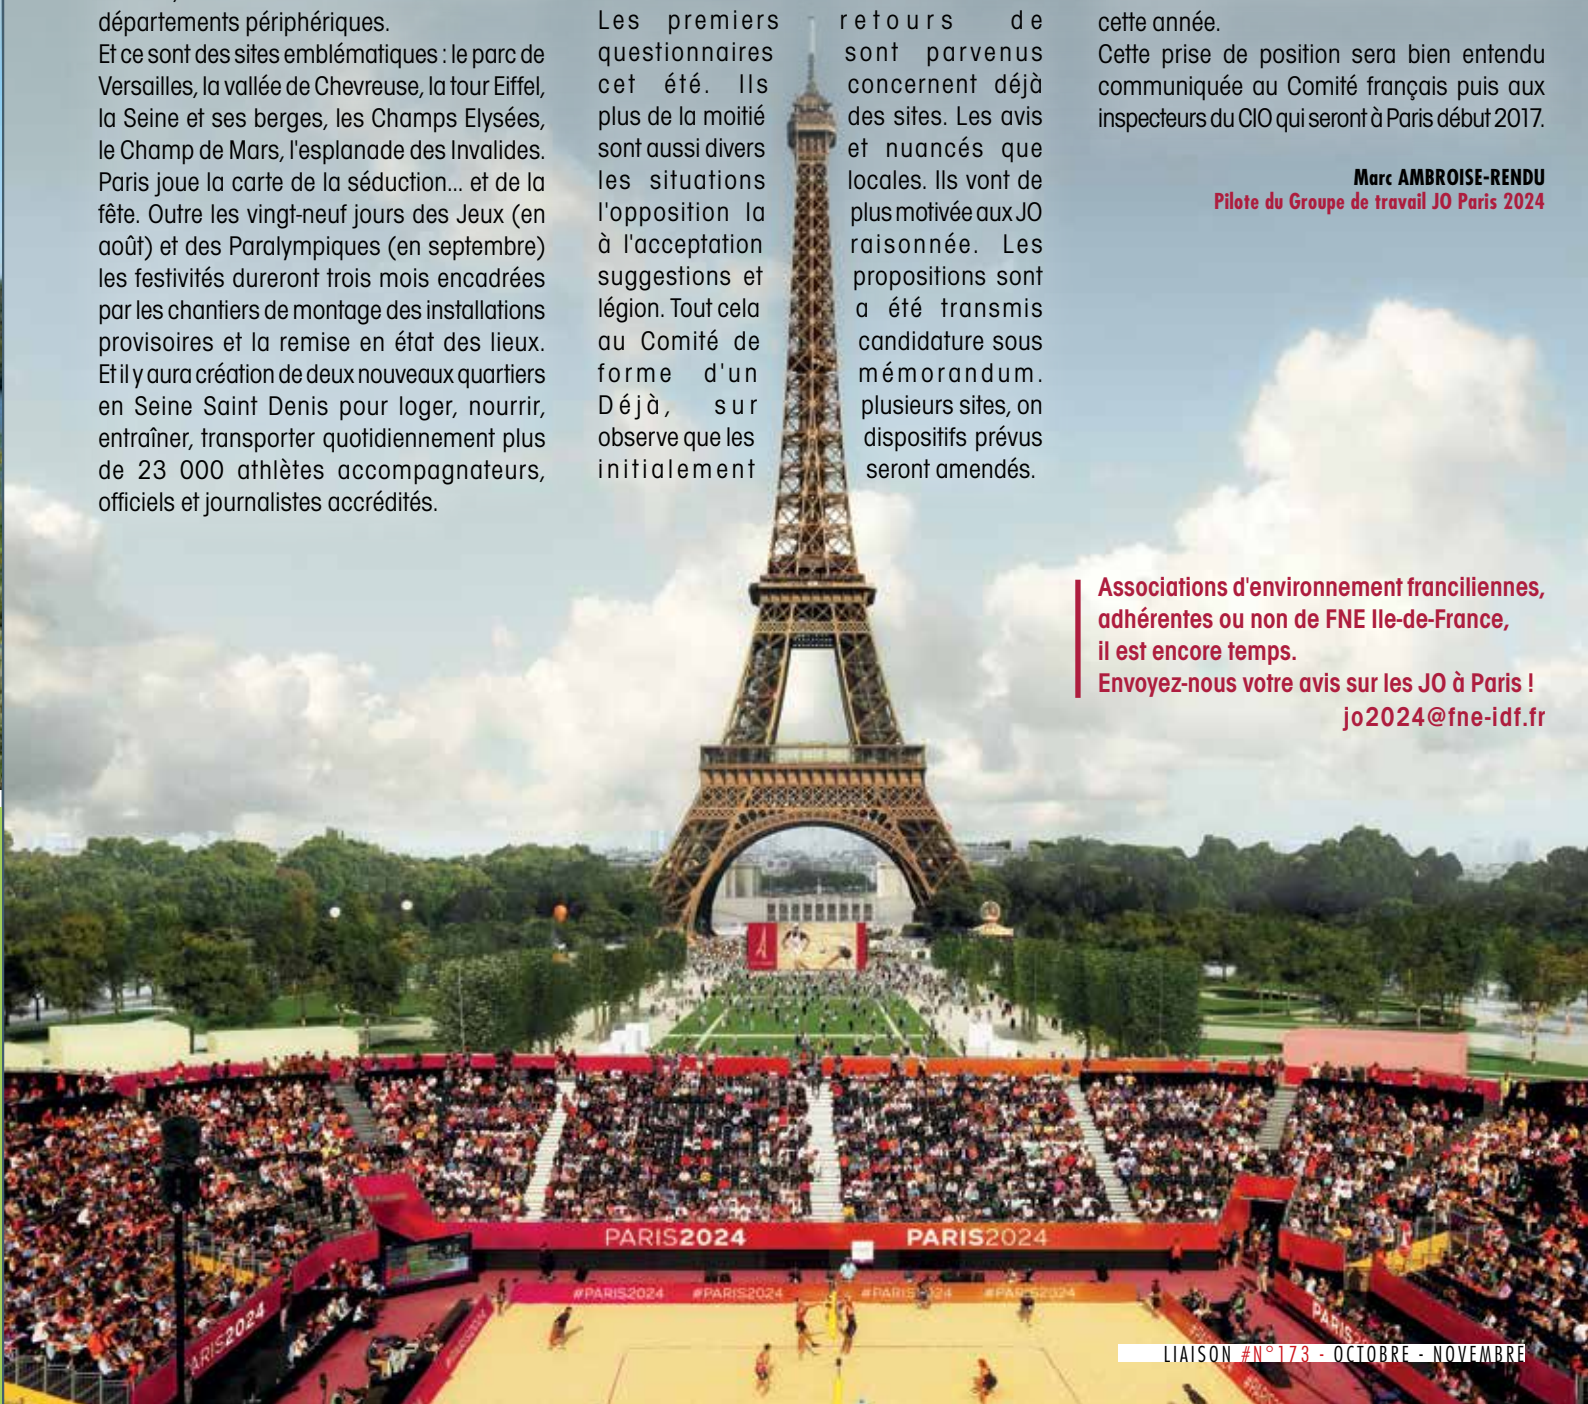 départements périphériques.
Et ce sont des sites emblématiques : le parc de
Versailles, la vallée de Chevreuse, la tour Eiffel,
la Seine et ses berges, les Champs Elysées,
le Champ de Mars, l'esplanade des Invalides.
Paris joue la carte de la séduction... et de la
fête. Outre les vingt-neuf jours des Jeux (en
août) et des Paralympiques (en septembre)
les festivités dureront trois mois encadrées
par les chantiers de montage des installations
provisoires et la remise en état des lieux.
Et il y aura création de deux nouveaux quartiers
en Seine Saint Denis pour loger, nourrir,
entraîner, transporter quotidiennement plus
de 23 000 athlètes accompagnateurs,
officiels et journalistes accrédités.
Les premiers retours de
questionnaires sont parvenus
cet été. Ils concernent déjà
plus de la moitié des sites. Les avis
sont aussi divers et nuancés que
les situations locales. Ils vont de
l'opposition la plus motivée aux JO
à l'acceptation raisonnée. Les
suggestions et propositions sont
légion. Tout cela a été transmis
au Comité de candidature sous
forme d'un mémorandum.
Déjà, sur plusieurs sites, on
observe que les dispositifs prévus
initialement seront amendés.
cette année.
Cette prise de position sera bien entendu
communiquée au Comité français puis aux
inspecteurs du CIO qui seront à Paris début 2017.
Marc AMBROISE-RENDU
Pilote du Groupe de travail JO Paris 2024
Associations d'environnement franciliennes,
adhérentes ou non de FNE Ile-de-France,
il est encore temps.
Envoyez-nous votre avis sur les JO à Paris !
jo2024@fne-idf.fr
PARIS2024 PARIS2024
#PARIS2024 #PARIS2024
ARIS2024
LIAISON #N°173 - OCTOBRE - NOVEMBRE